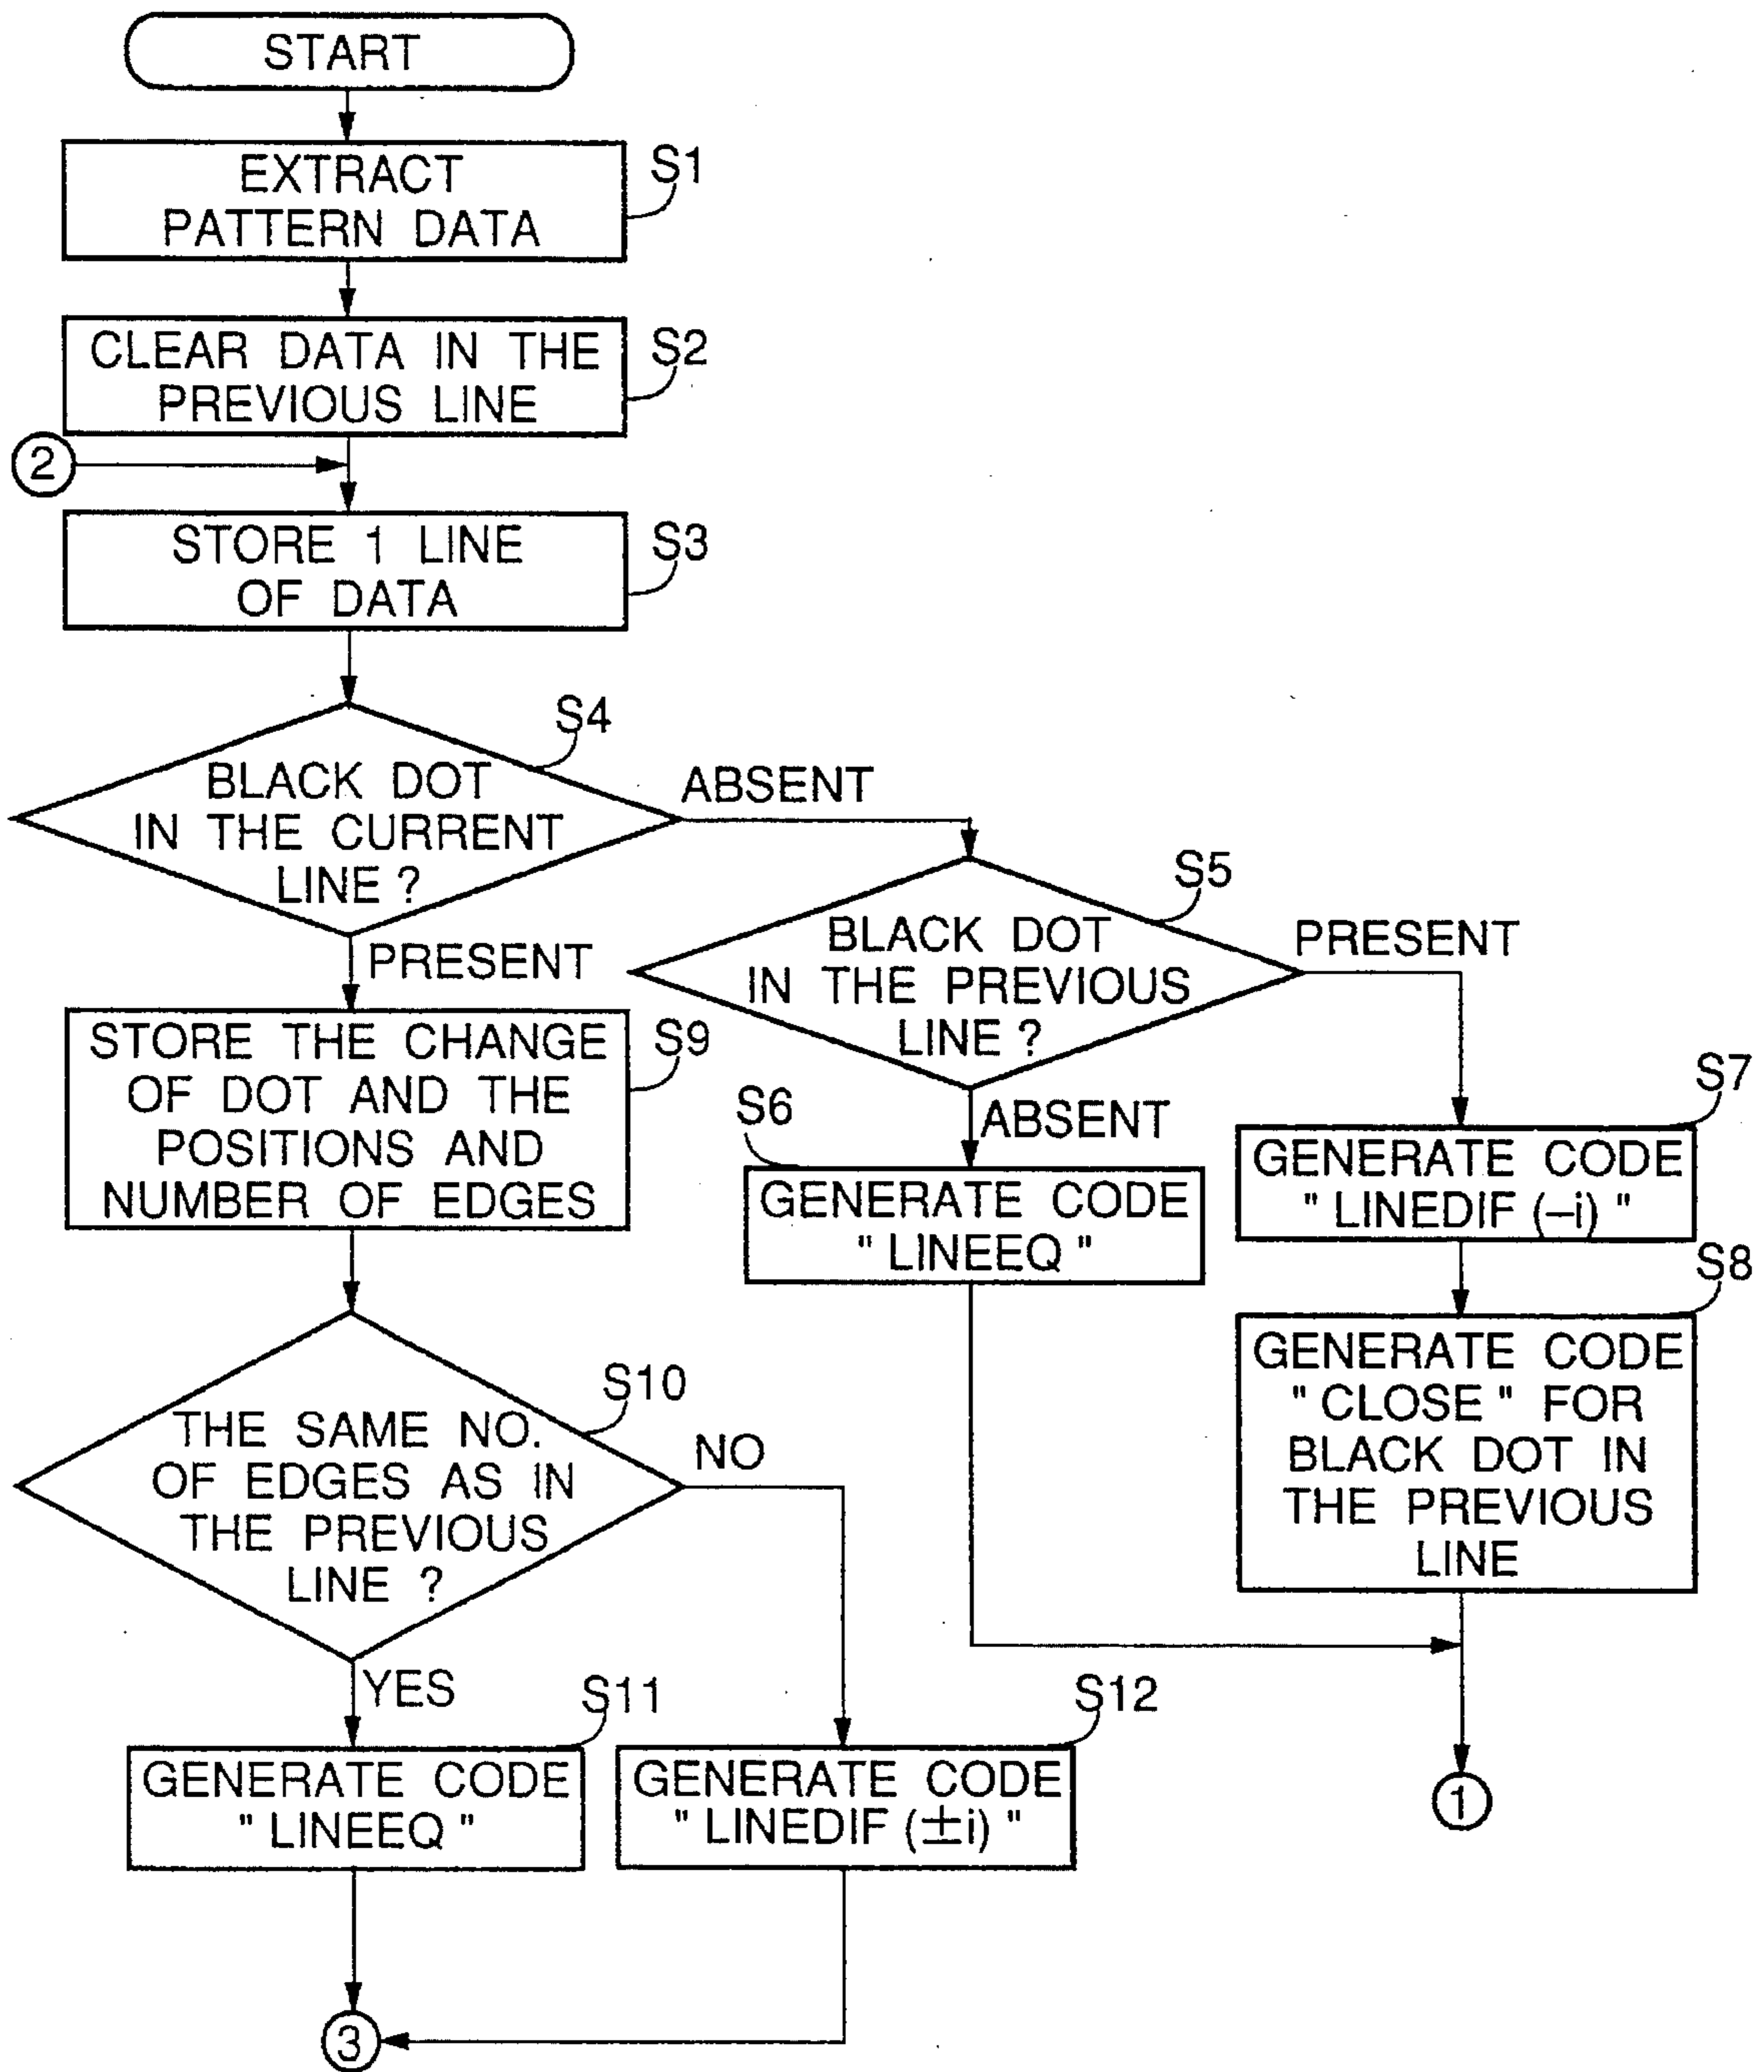 START
EXTRACT
PATTERN DATA
S1
CLEAR DATA IN THE
PREVIOUS LINE
S2
2
STORE 1 LINE
OF DATA
S3
BLACK DOT
IN THE CURRENT
LINE ?
S4
ABSENT
PRESENT
BLACK DOT
IN THE PREVIOUS
LINE ?
S5
PRESENT
ABSENT
S6
GENERATE CODE
" LINEEQ "
S7
GENERATE CODE
" LINEDIF (–i) "
S8
GENERATE CODE
" CLOSE " FOR
BLACK DOT IN
THE PREVIOUS
LINE
1
STORE THE CHANGE
OF DOT AND THE
POSITIONS AND
NUMBER OF EDGES
S9
THE SAME NO.
OF EDGES AS IN
THE PREVIOUS
LINE ?
S10
NO
YES
S11
GENERATE CODE
" LINEEQ "
S12
GENERATE CODE
" LINEDIF (±i) "
3